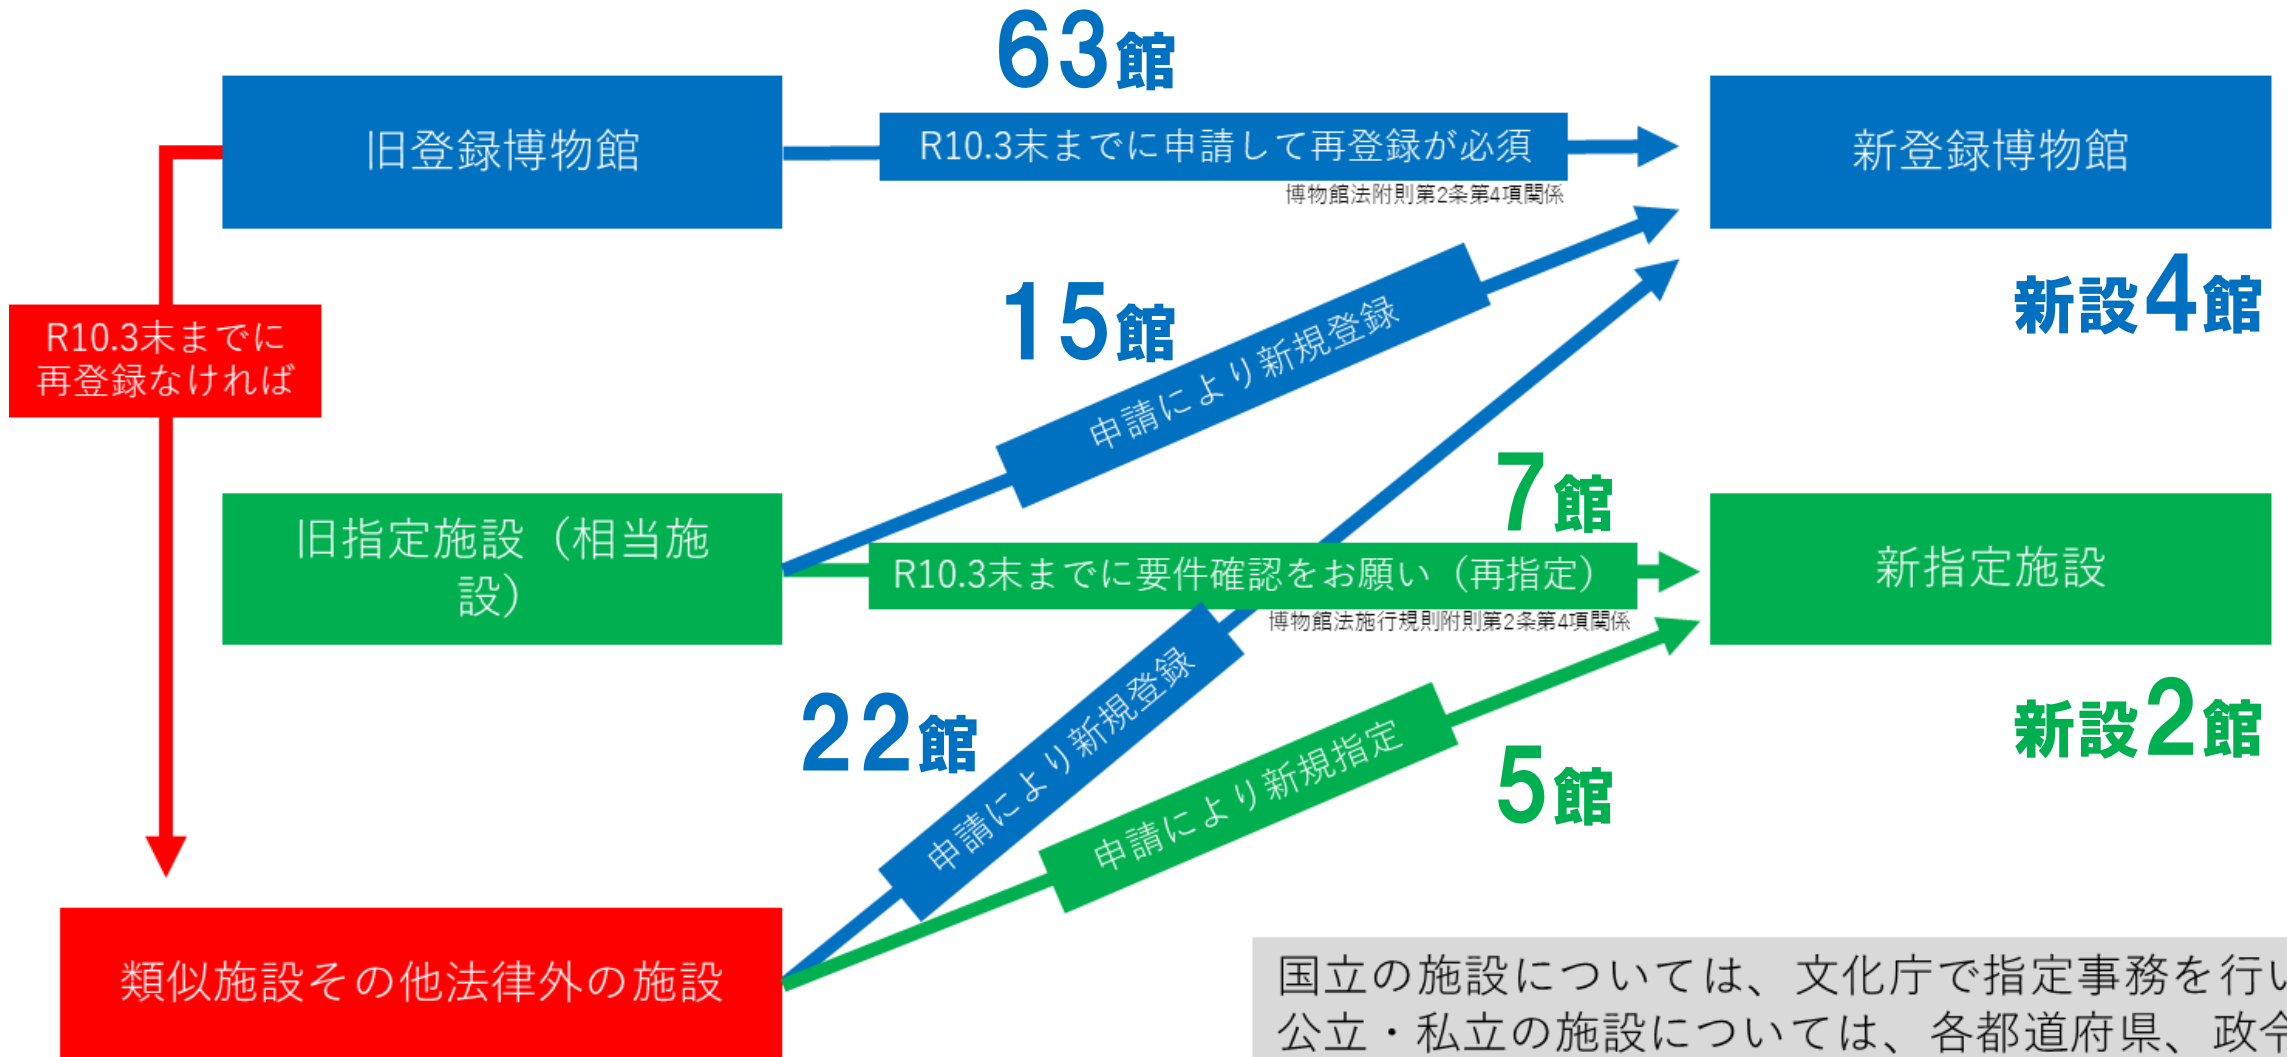 63館
旧登録博物館
R10.3末までに申請して再登録が必須
新登録博物館
博物館法附則第2条第4項関係
新設4館
15館
R10.3末までに
再登録なければ
申請により新規登録
7館
旧指定施設（相当施
設）
R10.3末までに要件確認をお願い（再指定）
新指定施設
博物館法施行規則附則第2条第4項関係
新設2館
22館
申請により新規登録
申請により新規指定
5館
類似施設その他法律外の施設
国立の施設については、文化庁で指定事務を行い
公立・私立の施設については、各都道府県、政令